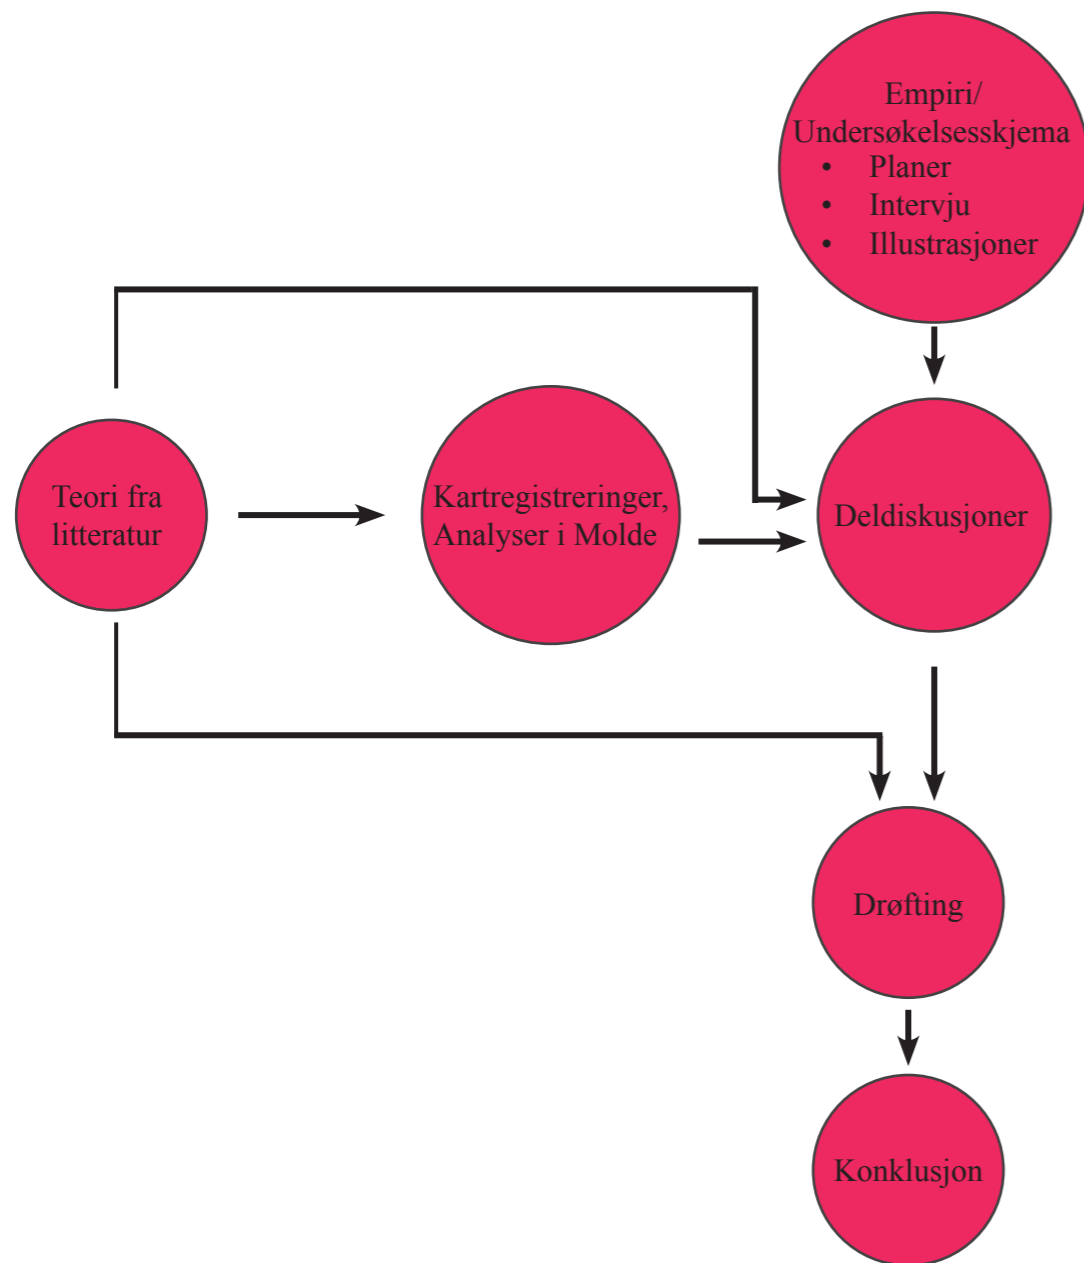 Empiri/
Undersøkelsesskjema
• Planer
• Intervju
• Illustrasjoner
Teori fra
litteratur
Kartregistreringer,
Analyser i Molde
Deldiskusjoner
Drøfting
Konklusjon